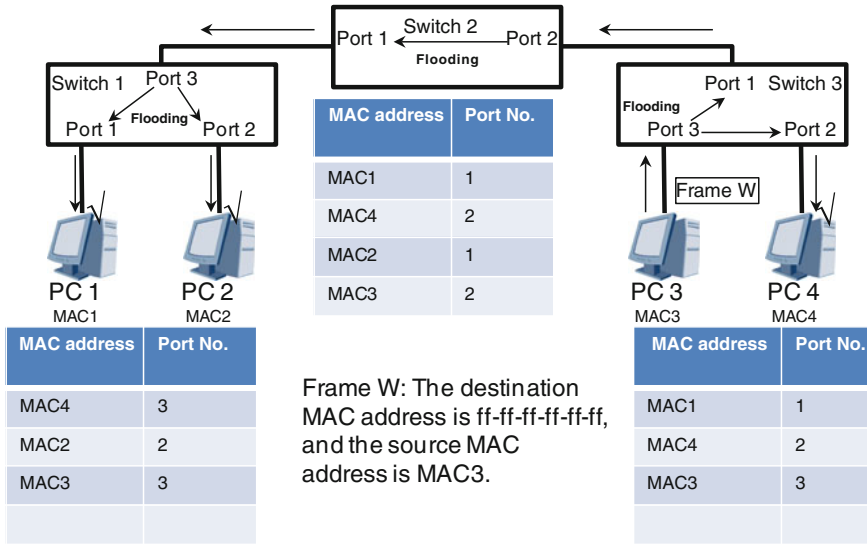 Switch 2
Port 1
Port 2
Flooding
Switch 1
Port 3
Flooding
Port 1
Port 2
Port 1
Switch 3
Flooding
Port 3
Port 2
Frame W
MAC address Port No.
MAC1 1
MAC4 2
MAC2 1
MAC3 2
PC 1
MAC1
PC 2
MAC2
PC 3
MAC3
PC 4
MAC4
MAC address Port No.
MAC4 3
MAC2 2
MAC3 3
Frame W: The destination
MAC address is ff-ff-ff-ff-ff-ff,
and the source MAC
address is MAC3.
MAC address Port No.
MAC1 1
MAC4 2
MAC3 3